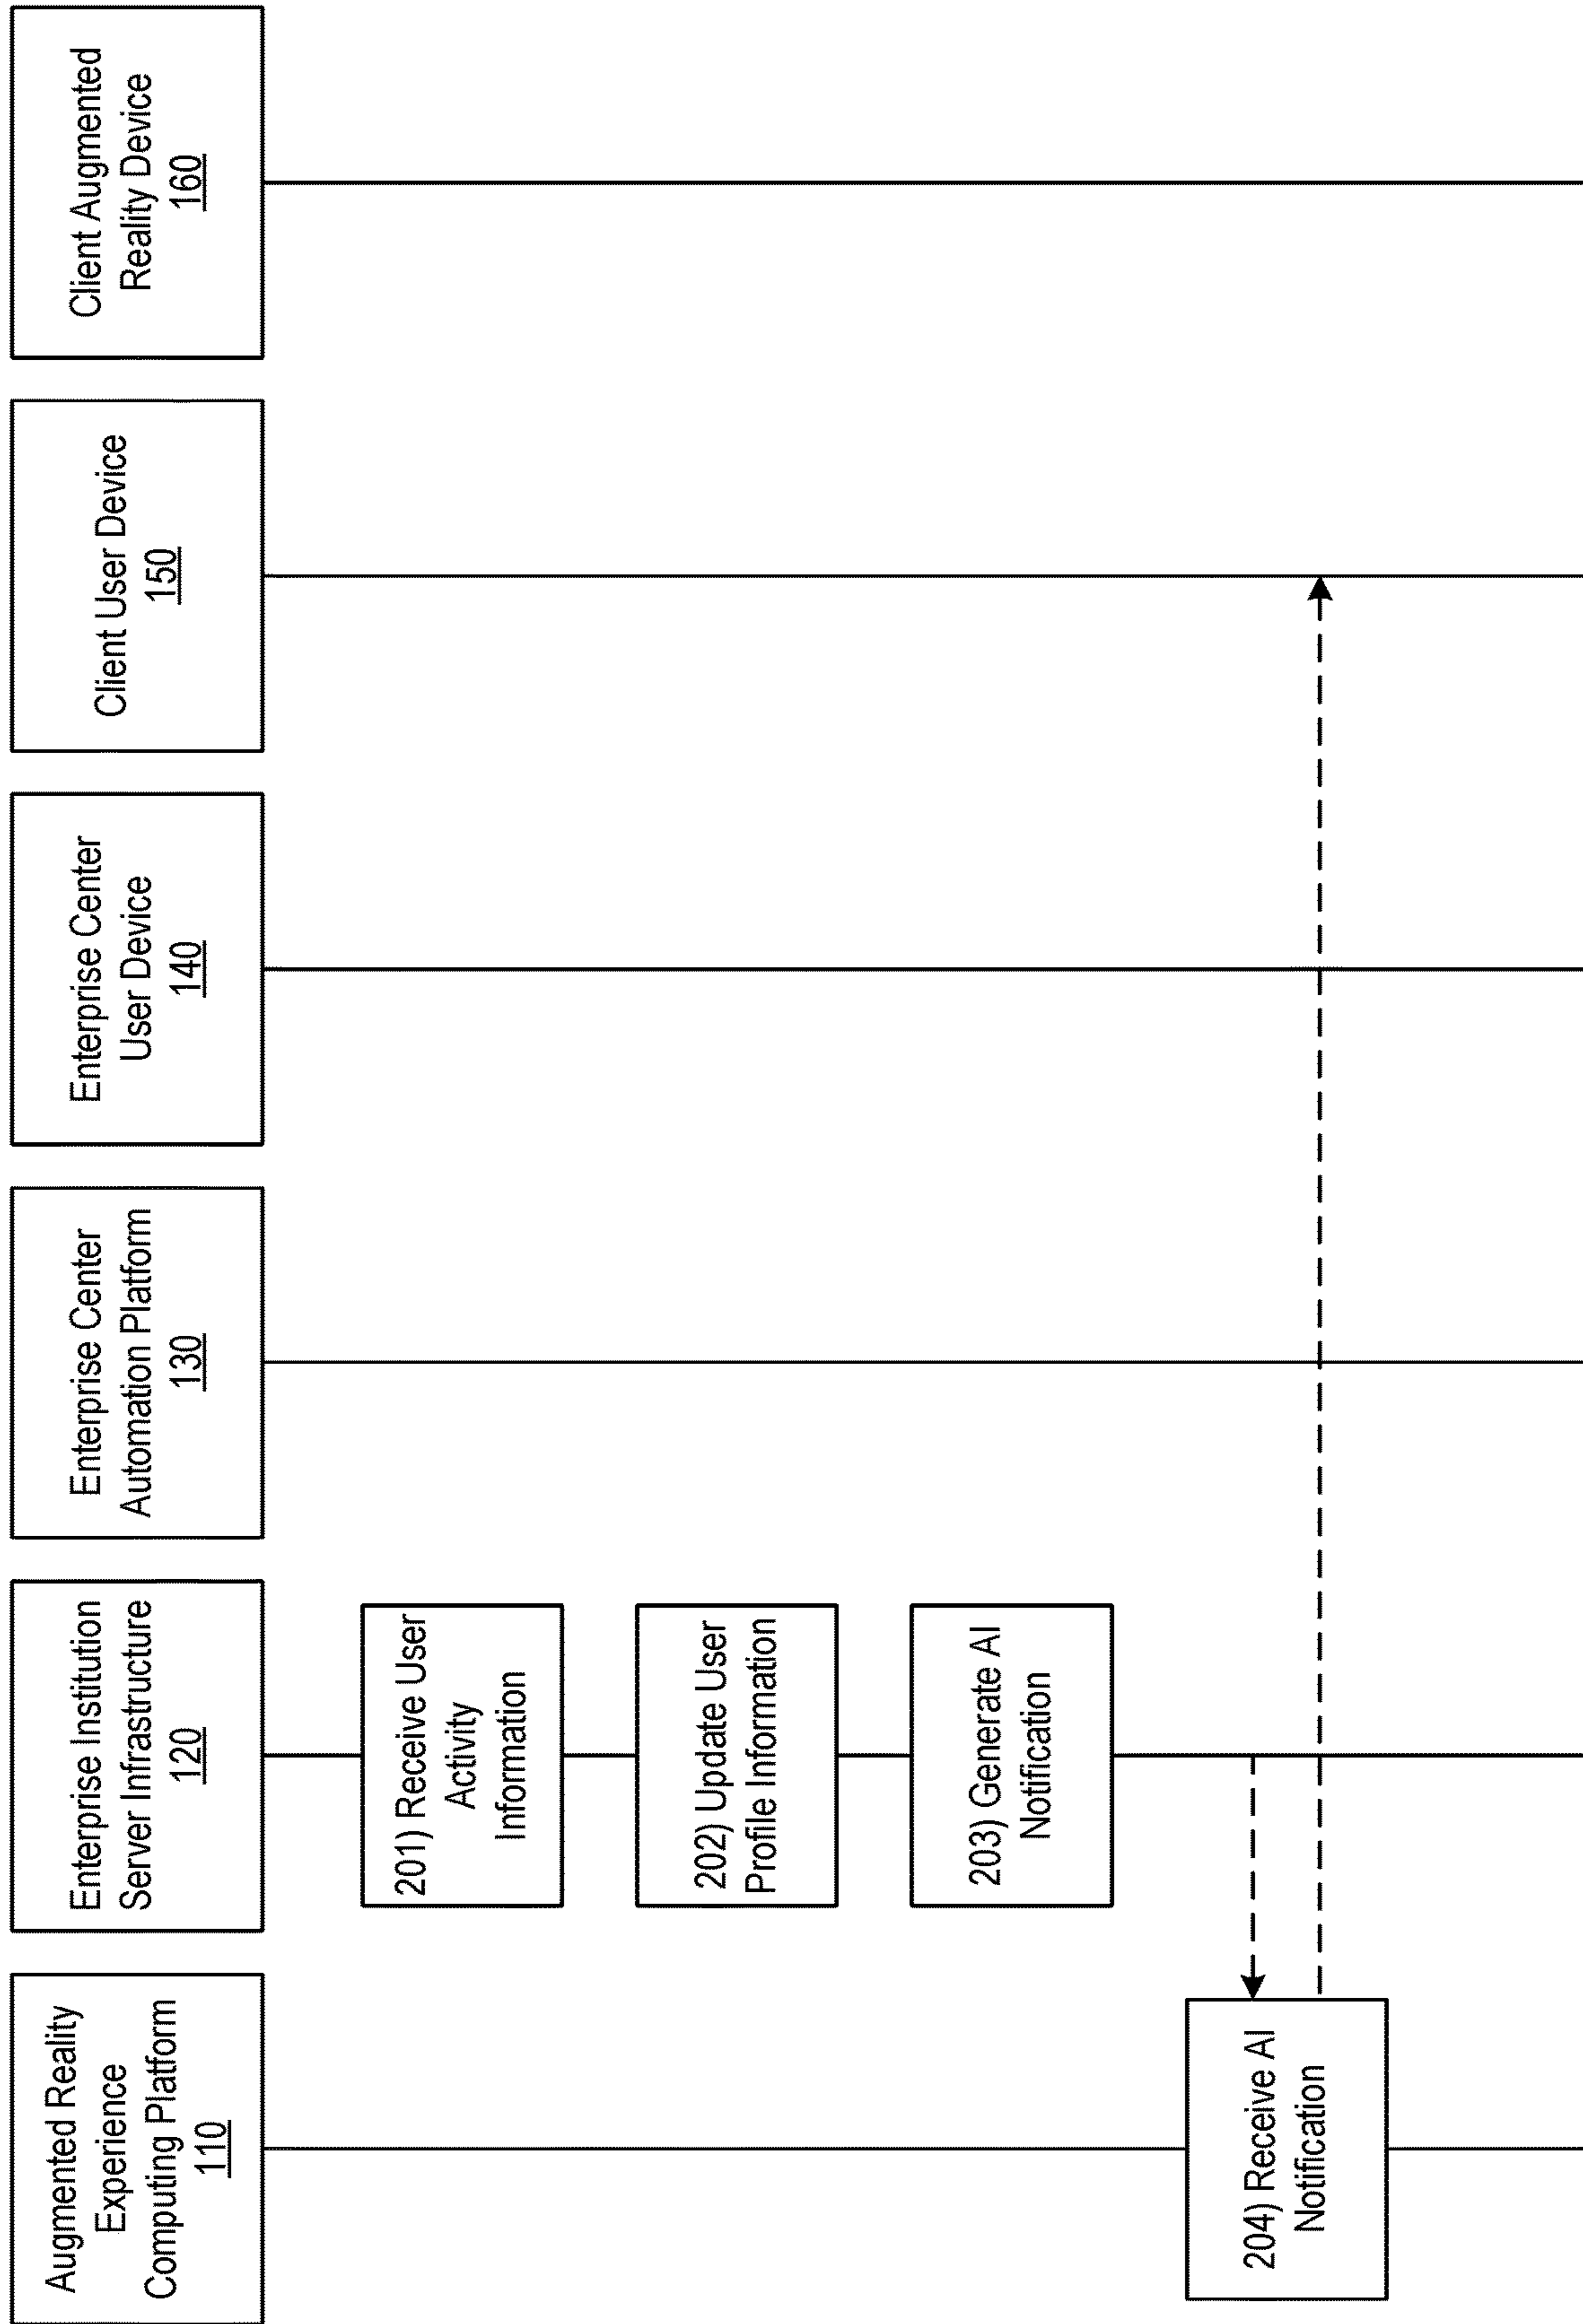 Augmented Reality
Experience
Computing Platform
110
Enterprise Institution
Server Infrastructure
120
Enterprise Center
Automation Platform
130
Enterprise Center
User Device
140
Client User Device
150
Client Augmented
Reality Device
160
201) Receive User
Activity
Information
202) Update User
Profile Information
203) Generate AI
Notification
204) Receive AI
Notification